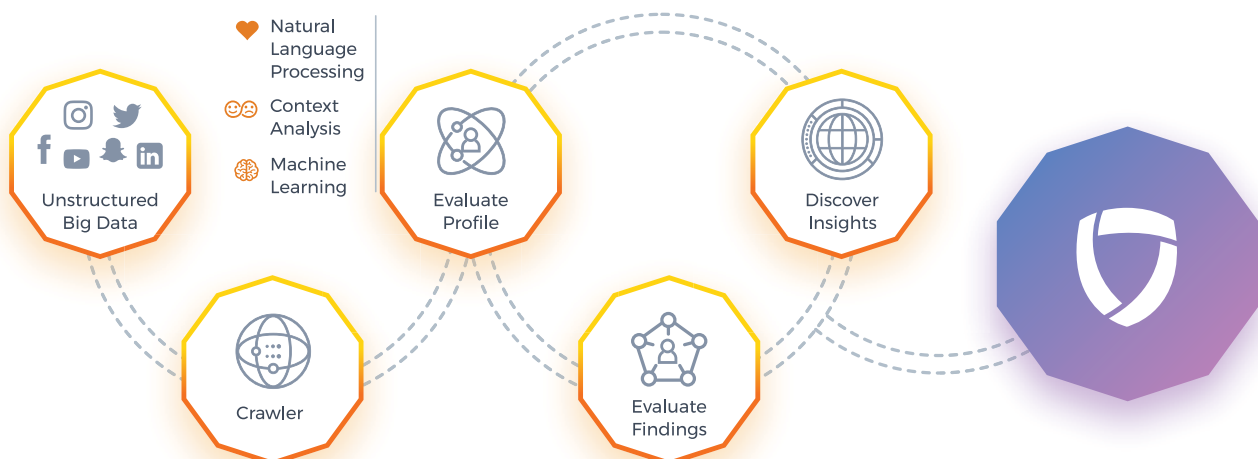 Natural
Language
Processing
Context
Analysis
Machine
Learning
Unstructured
Big Data
Evaluate
Profile
Discover
Insights
Crawler
Evaluate
Findings